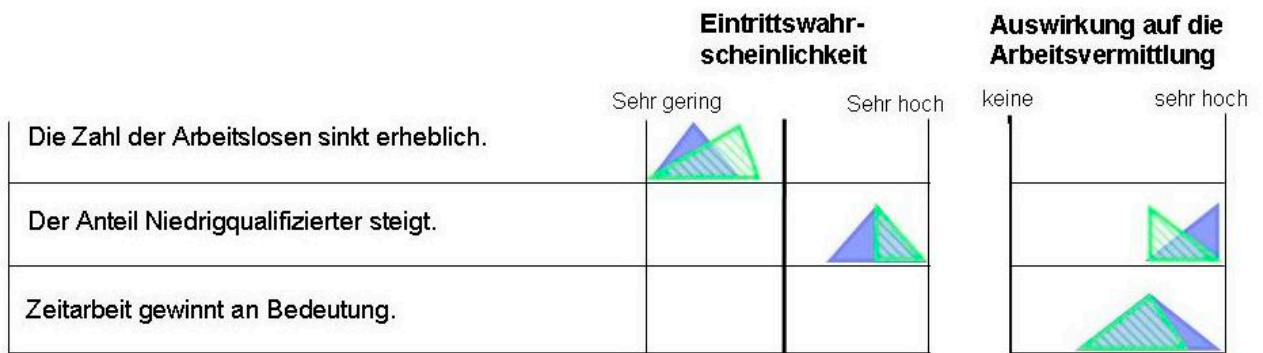 Eintrittswahr-
scheinlichkeit
Auswirkung auf die
Arbeitsvermittlung
Sehr gering
Sehr hoch
keine
sehr hoch
Die Zahl der Arbeitslosen sinkt erheblich.
Der Anteil Niedrigqualifizierter steigt.
Zeitarbeit gewinnt an Bedeutung.